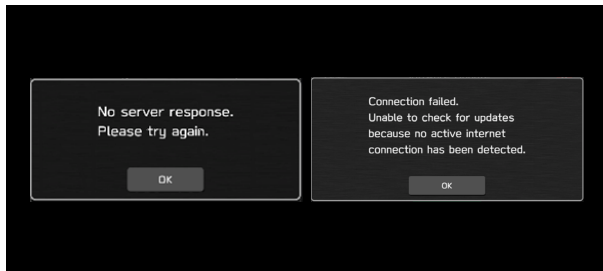 No server response.
Please try again.
OK
Connection failed.
Unable to check for updates
because no active internet
connection has been detected.
OK